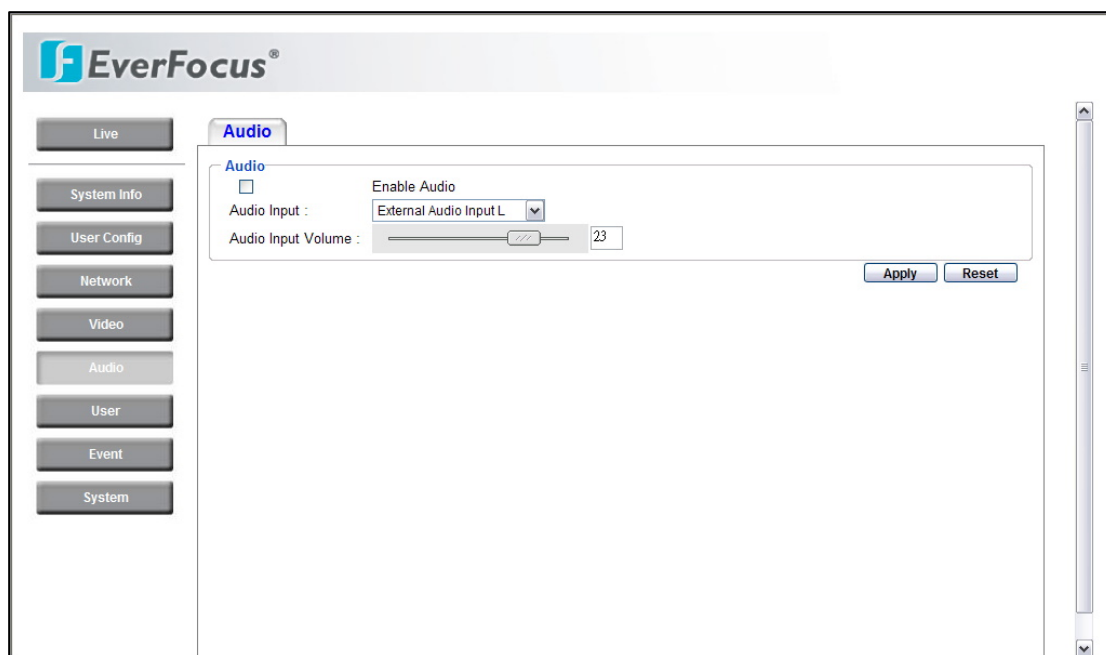 EverFocus®
Live
System Info
User Config
Network
Video
Audio
User
Event
System
Audio
Audio
Enable Audio
Audio Input :
External Audio Input L
Audio Input Volume :
23
Apply
Reset